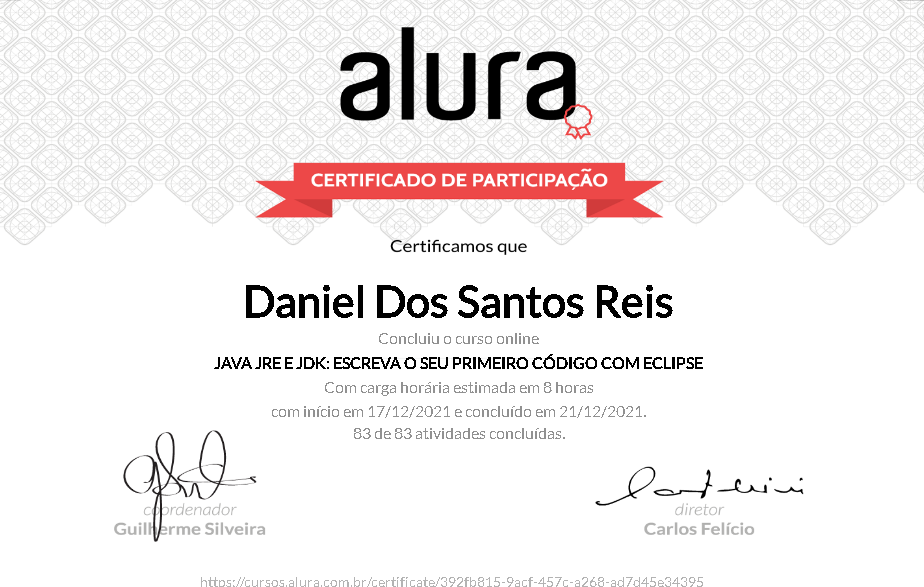 alura
CERTIFICADO DE PARTICIPAÇÃO
Certificamos que
Daniel Dos Santos Reis
Concluiu o curso online
JAVA JRE E JDK: ESCREVA O SEU PRIMEIRO CÓDIGO COM ECLIPSE
Com carga horária estimada em 8 horas
com início em 17/12/2021 e concluído em 21/12/2021.
83 de 83 atividades concluídas.
coordenador
Guilherme Silveira
diretor
Carlos Felício
https://cursos.alura.com.br/certificate/392fb815-9acf-457c-a268-ad7d45e34395